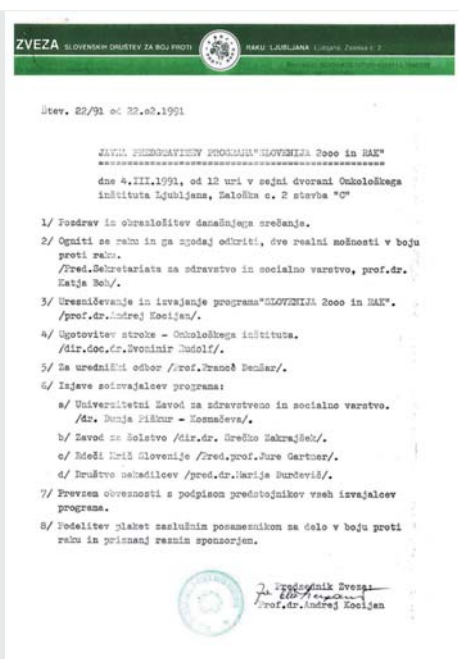 ZVEZA SLOVENSKIH DRUŠTEV ZA BOJ PROTI RAKU LJUBLJANA Ljubljana, Zaloška c. 2
Štev. 22/91 od 22.o2.1991
JAVNA PREDSTAVITEV PROGRAMA"SLOVENIJA 2ooo in RAK"
dne 4.III.1991, od 12 uri v sejni dvorani Onkološkega
inštituta Ljubljana, Zaloška c. 2 stavba "C"
1/ Pozdrav in obrazložitev današnjega srečanja.
2/ Ogniti se raku in ga zgodaj odkriti, dve realni možnosti v boju
proti raku.
/Pred.Sekretariata za zdravstvo in socialno varstvo, prof.dr.
Katja Boh/.
3/ Uresničevanje in izvajanje programa"SLOVENIJA 2ooo in RAK".
/prof.dr.Andrej Kocijan/.
4/ Ugotovitev stroke - Onkološkega inštituta.
/dir.doc.dr.Zvonimir Rudolf/.
5/ Za uredniški odbor /Prof.Francè Demšar/.
6/ Izjave soizvajalcev programa:
a/ Univerzitetni Zavod za zdravstveno in socialno varstvo.
/dr. Dunja Piškur - Kosmačeva/.
b/ Zavod za šolstvo /dir.dr. Srečko Zakrajšek/.
c/ Rdeči Križ Slovenije /Pred.prof.Jure Gartner/.
d/ Društvo nekadilcev /pred.dr.Marija Durčević/.
7/ Prevzem obveznosti s podpisom predstojnikov vseh izvajalcev
programa.
8/ Podelitev plaket zaslužnim posameznikom za delo v boju proti
raku in priznanj raznim sponzorjem.
Predsednik Zveze:
Prof.dr.Andrej Kocijan